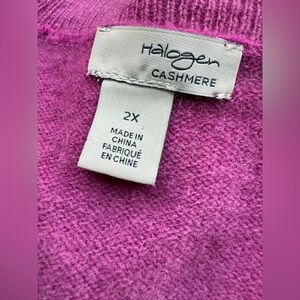 Halogen
CASHMERE
2X
MADE IN
CHINA
FABRIQUÉ
EN CHINE